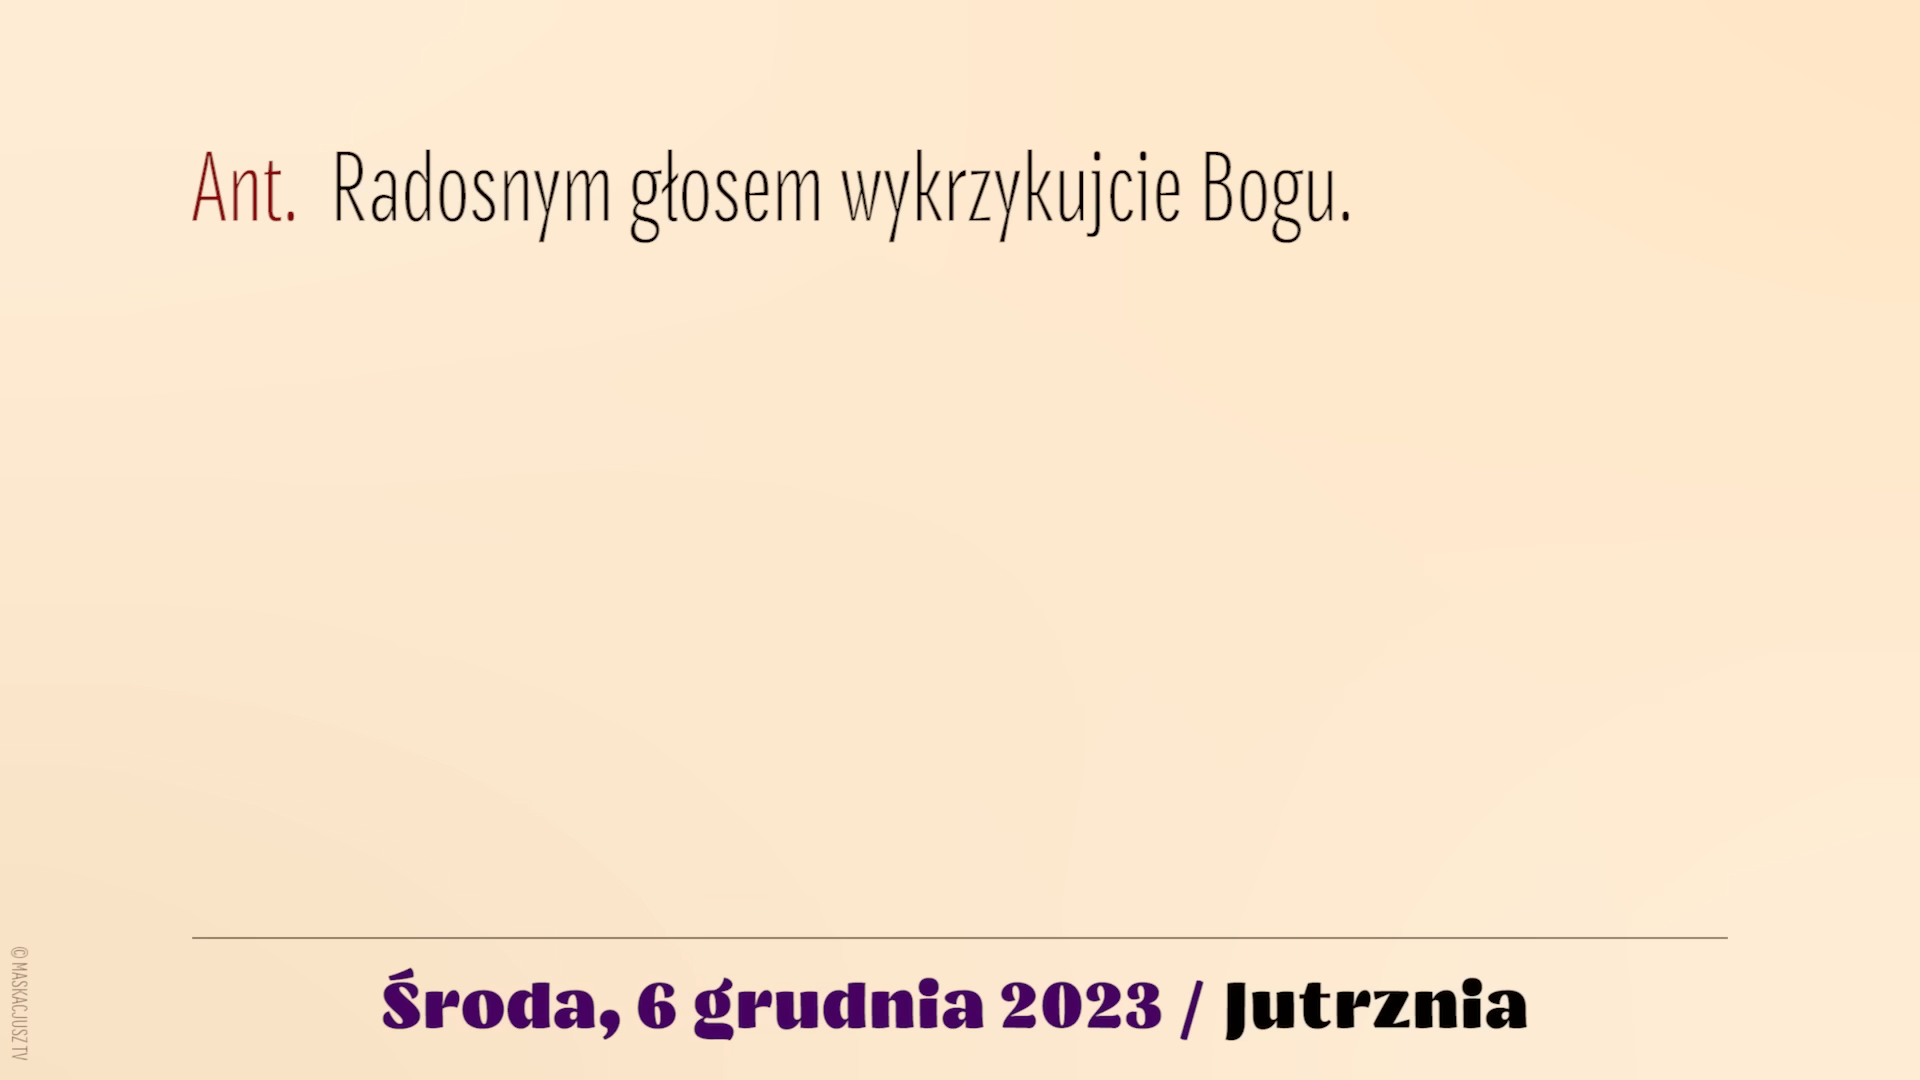 Ant. Radosnym głosem wykrzykujcie Bogu.
Środa, 6 grudnia 2023 / Jutrznia
© MASKACJUSZ TV